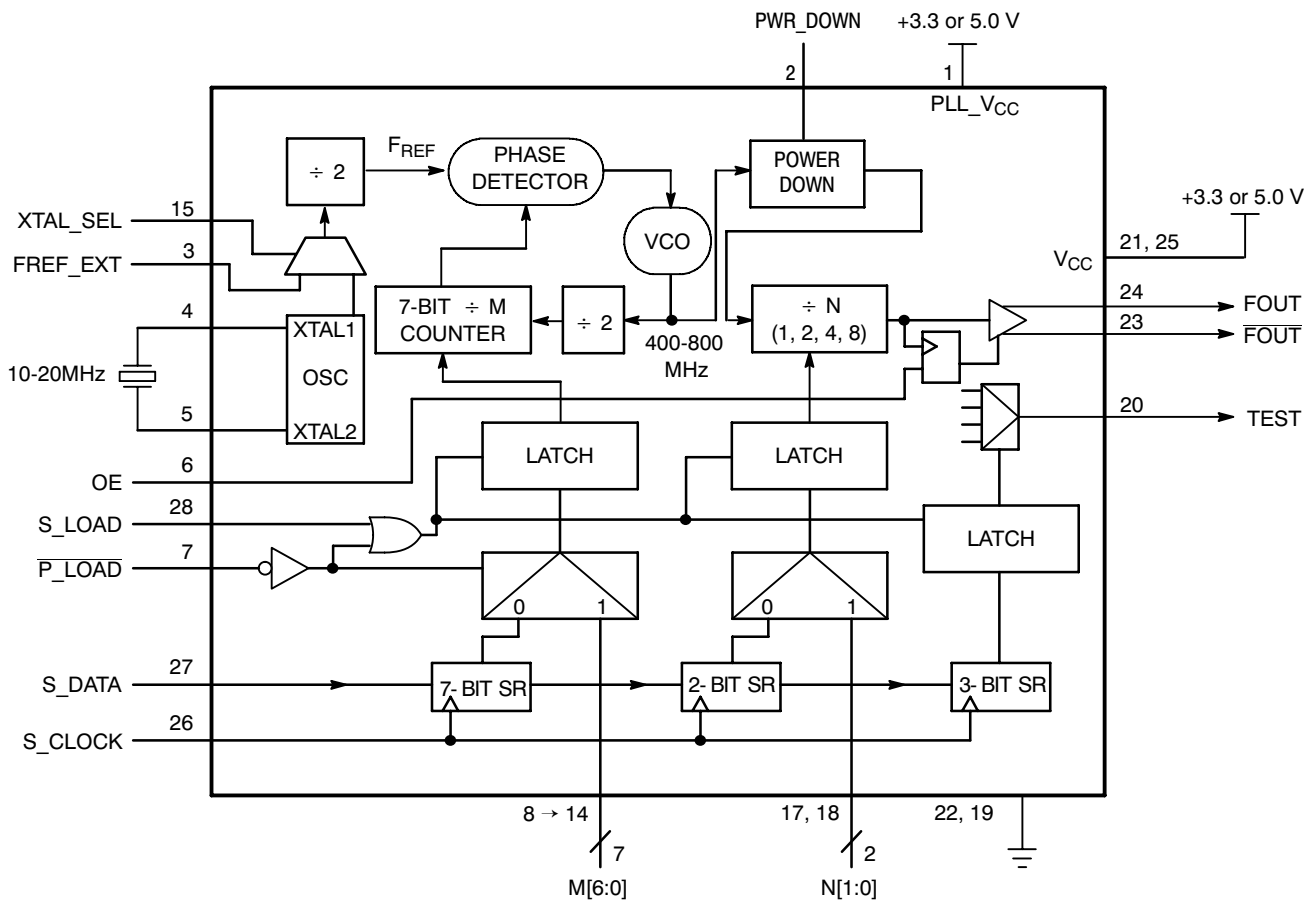 PWR_DOWN
+3.3 or 5.0 V
2
1
PLL_VCC
÷ 2
FREF
PHASE
DETECTOR
POWER
DOWN
XTAL_SEL
15
+3.3 or 5.0 V
VCO
VCC
21, 25
FREF_EXT
3
4
XTAL1
OSC
XTAL2
5
10-20MHz
7-BIT ÷ M
COUNTER
÷ 2
400-800
MHz
÷ N
(1, 2, 4, 8)
24
FOUT
23
FOUT
20
TEST
OE
6
LATCH
LATCH
S_LOAD
28
LATCH
P_LOAD
7
0 1
0 1
S_DATA
27
7- BIT SR
2- BIT SR
3- BIT SR
S_CLOCK
26
8 → 14
17, 18
22, 19
7
2
M[6:0]
N[1:0]